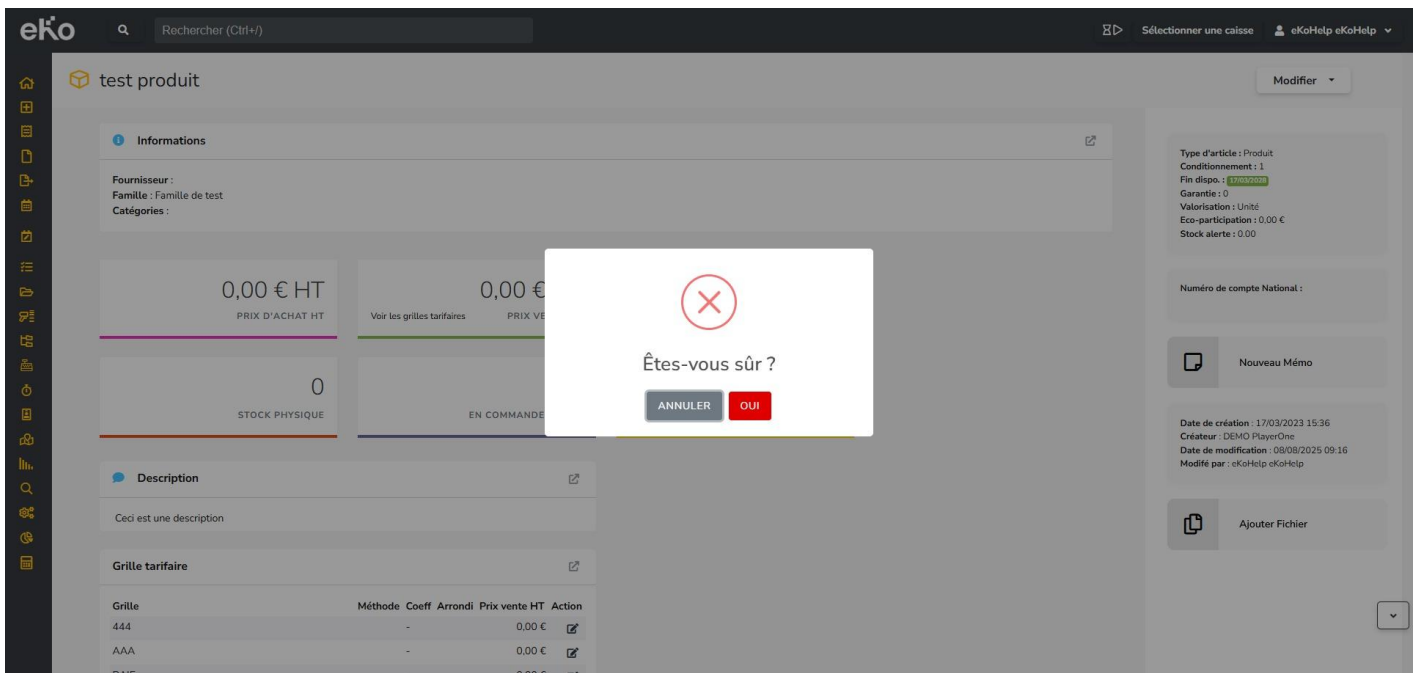 eko
Rechercher (Ctrl+/)
Sélectionner une caisse
eKoHelp eKoHelp
test produit
Modifier
Informations
Fournisseur :
Famille : Famille de test
Catégories :
0,00 € HT
PRIX D'ACHAT HT
0,00 €
Voir les grilles tarifaires
PRIX VE
0
STOCK PHYSIQUE
EN COMMANDE
Êtes-vous sûr ?
ANNULER
OUI
Description
Ceci est une description
Grille tarifaire
Grille Méthode Coeff Arrondi Prix vente HT Action
444 - 0,00 €
AAA - 0,00 €
Type d'article : Produit
Conditionnement : 1
Fin dispo. : 17/03/2028
Garantie : 0
Valorisation : Unité
Eco-participation : 0,00 €
Stock alerte : 0.00
Numéro de compte National :
Nouveau Mémo
Date de création : 17/03/2023 15:36
Créateur : DEMO PlayerOne
Date de modification : 08/08/2025 09:16
Modifé par : eKoHelp eKoHelp
Ajouter Fichier